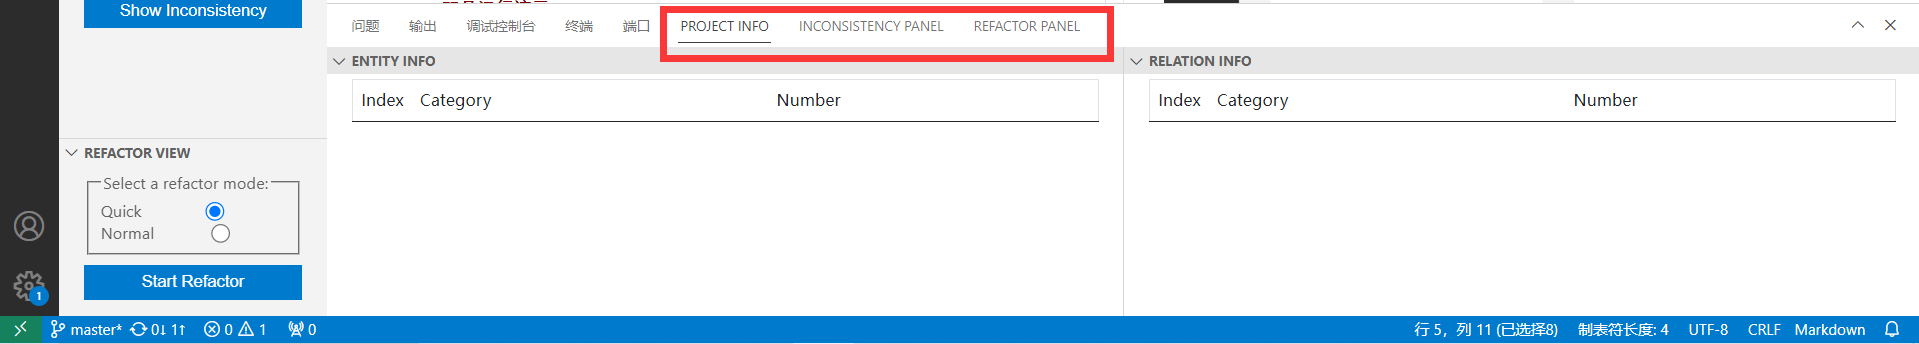 Show Inconsistency
问题 输出 调试控制台 终端 端口 PROJECT INFO INCONSISTENCY PANEL REFACTOR PANEL
ENTITY INFO
Index Category Number
RELATION INFO
Index Category Number
REFACTOR VIEW
Select a refactor mode:
Quick
Normal
Start Refactor
1
master* 0↓ 1↑ 0 1 0 行 5，列 11 (已选择8) 制表符长度: 4 UTF-8 CRLF Markdown